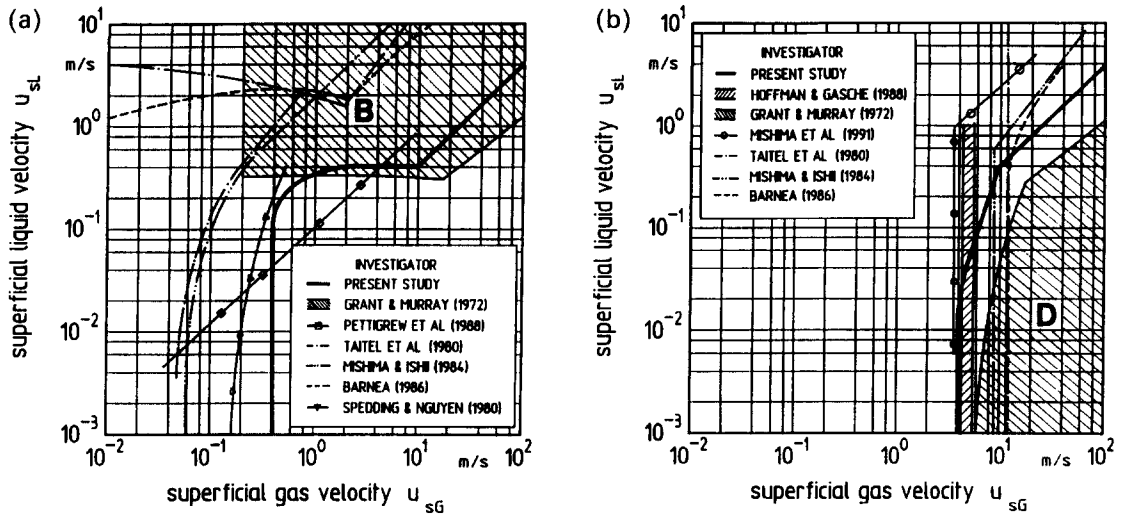 (a)
10^1
m/s
10^0
10^-1
10^-2
10^-3
superficial liquid velocity u_sL
B
INVESTIGATOR
PRESENT STUDY
GRANT & MURRAY (1972)
PETTIGREW ET AL (1988)
TAITEL ET AL (1980)
MISHIMA & ISHII (1984)
BARNEA (1986)
SPEDDING & NGUYEN (1980)
10^-2
10^-1
10^0
10^1
m/s
10^2
superficial gas velocity u_sG
(b)
10^1
m/s
10^0
10^-1
10^-2
10^-3
superficial liquid velocity u_sL
INVESTIGATOR
PRESENT STUDY
HOFFMAN & GASCHE (1988)
GRANT & MURRAY (1972)
MISHIMA ET AL (1991)
TAITEL ET AL (1980)
MISHIMA & ISHII (1984)
BARNEA (1986)
D
10^-2
10^-1
10^0
10^1
m/s
10^2
superficial gas velocity u_sG